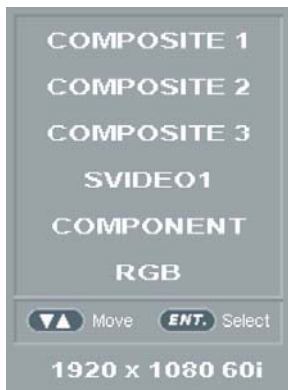 COMPOSITE 1
COMPOSITE 2
COMPOSITE 3
SVIDEO1
COMPONENT
RGB
▼▲ Move ENT. Select
1920 x 1080 60i